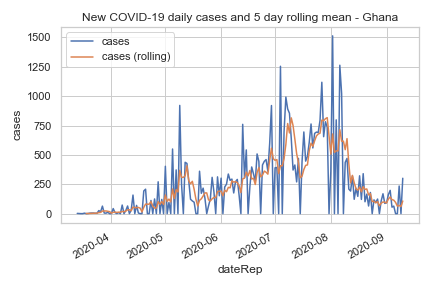 New COVID-19 daily cases and 5 day rolling mean - Ghana
cases
cases (rolling)
cases
1500
1250
1000
750
500
250
0
2020-04
2020-05
2020-06
2020-07
2020-08
2020-09
dateRep